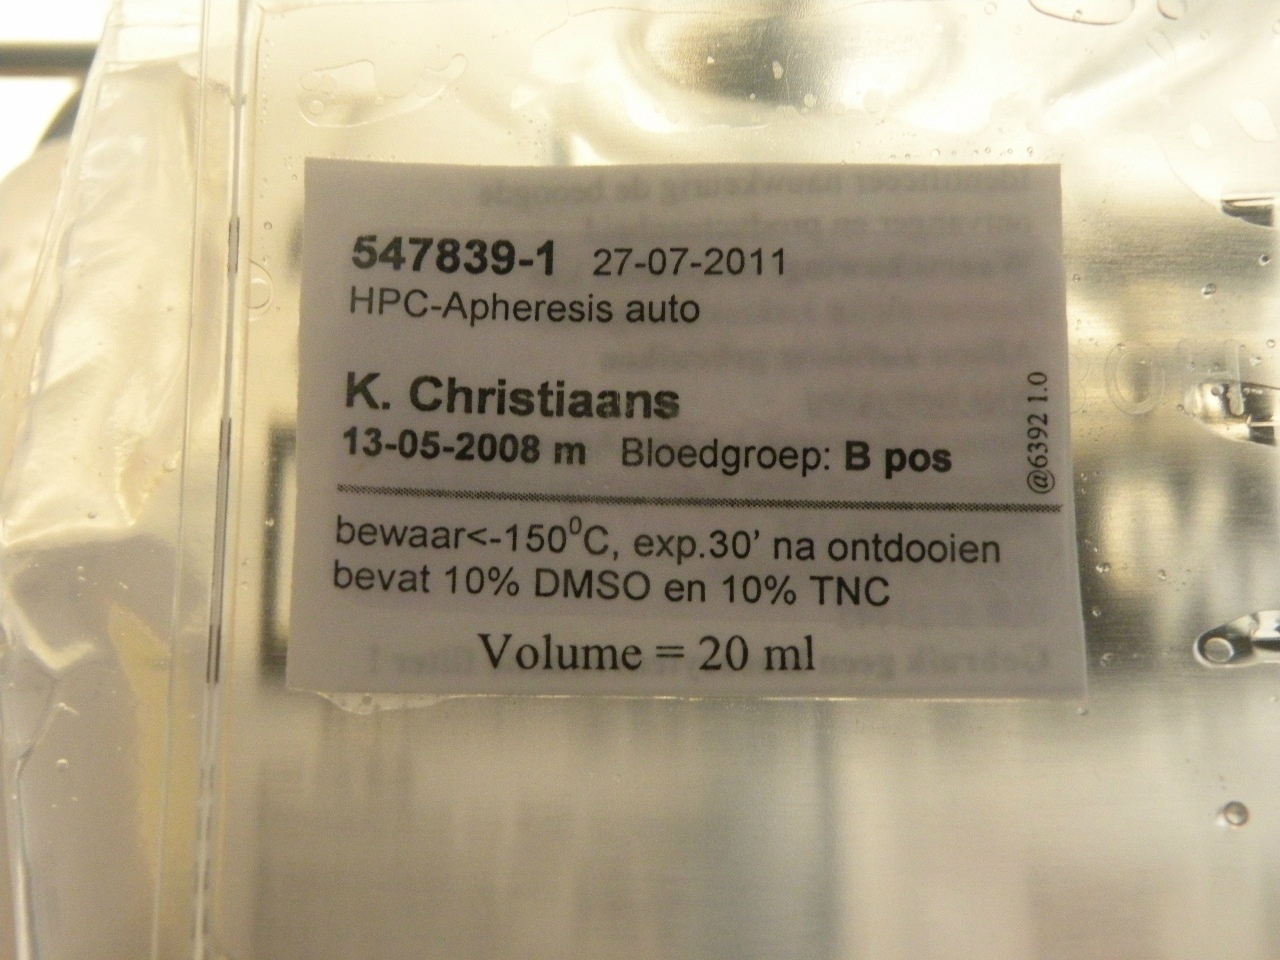 547839-1 27-07-2011
HPC-Apheresis auto
K. Christiaans
13-05-2008 m Bloedgroep: B pos
@6392 1.0
bewaar<-150⁰C, exp.30' na ontdooien
bevat 10% DMSO en 10% TNC
Volume = 20 ml